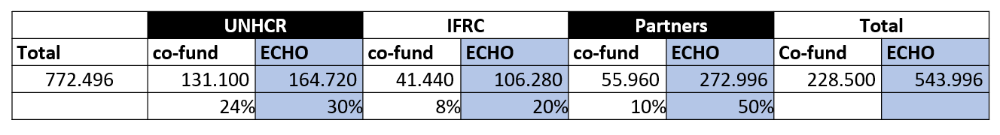 UNHCR IFRC Partners Total
Total co-fund ECHO co-fund ECHO co-fund ECHO Co-fund ECHO
772.496 131.100 164.720 41.440 106.280 55.960 272.996 228.500 543.996
24% 30% 8% 20% 10% 50%